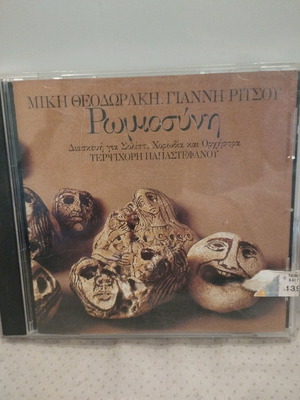 ΜΙΚΗ ΘΕΟΔΩΡΑΚΗ. ΓΙΑΝΝΗ ΡΙΤΣΟΥ
Ρωμιοσύνη
Διασκευή για Σολίστ, Χορωδία και Ορχήστρα
ΤΕΡΨΙΧΟΡΗ ΠΑΠΑΣΤΕΦΑΝΟΥ